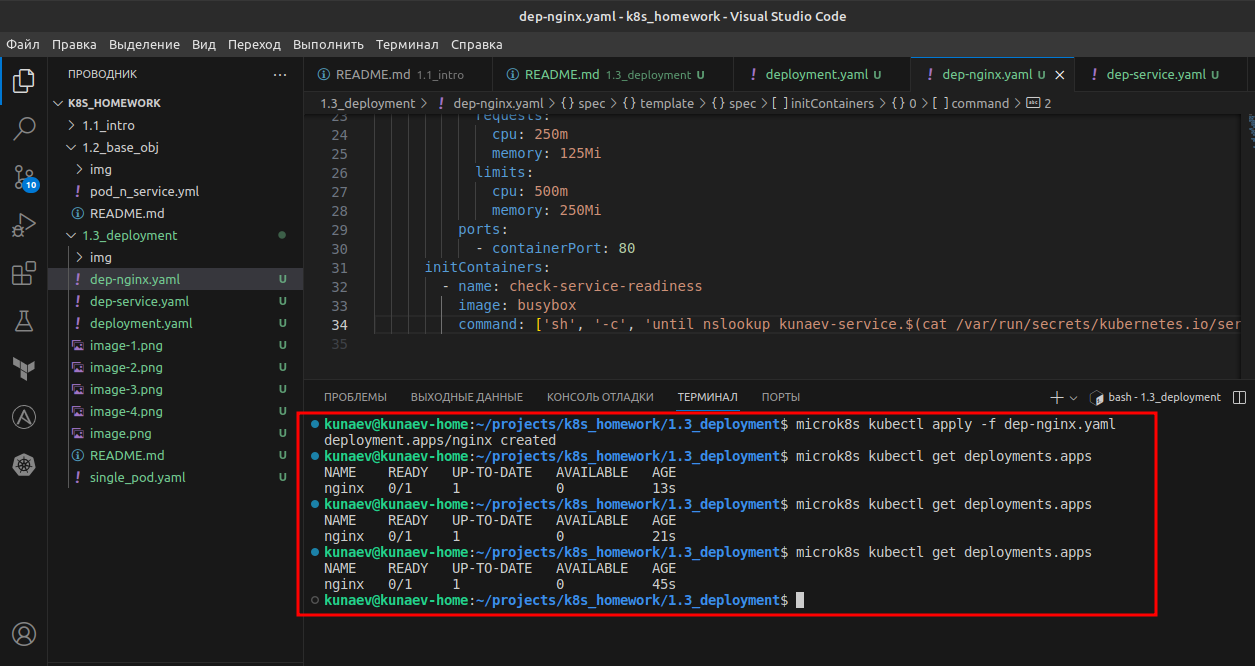 dep-nginx.yaml - k8s_homework - Visual Studio Code
Файл Правка Выделение Вид Переход Выполнить Терминал Справка
ПРОВОДНИК ···
K8S_HOMEWORK
1.1_intro
1.2_base_obj
img
! pod_n_service.yml
README.md
1.3_deployment
img
! dep-nginx.yaml U
! dep-service.yaml U
! deployment.yaml U
image-1.png U
image-2.png U
image-3.png U
image-4.png U
image.png U
README.md U
! single_pod.yaml U
10
README.md 1.1_intro README.md 1.3_deployment U ! deployment.yaml U ! dep-nginx.yaml U × ! dep-service.yaml U
1.3_deployment > ! dep-nginx.yaml > {} spec > {} template > {} spec > [ ] initContainers > {} 0 > [ ] command > abc 2
23 requests:
24 cpu: 250m
25 memory: 125Mi
26 limits:
27 cpu: 500m
28 memory: 250Mi
29 ports:
30 - containerPort: 80
31 initContainers:
32 - name: check-service-readiness
33 image: busybox
34 command: ['sh', '-c', 'until nslookup kunaev-service.$(cat /var/run/secrets/kubernetes.io/ser
35
ПРОБЛЕМЫ ВЫХОДНЫЕ ДАННЫЕ КОНСОЛЬ ОТЛАДКИ ТЕРМИНАЛ ПОРТЫ bash - 1.3_deployment
kunaev@kunaev-home:~/projects/k8s_homework/1.3_deployment$ microk8s kubectl apply -f dep-nginx.yaml
deployment.apps/nginx created
kunaev@kunaev-home:~/projects/k8s_homework/1.3_deployment$ microk8s kubectl get deployments.apps
NAME READY UP-TO-DATE AVAILABLE AGE
nginx 0/1 1 0 13s
kunaev@kunaev-home:~/projects/k8s_homework/1.3_deployment$ microk8s kubectl get deployments.apps
NAME READY UP-TO-DATE AVAILABLE AGE
nginx 0/1 1 0 21s
kunaev@kunaev-home:~/projects/k8s_homework/1.3_deployment$ microk8s kubectl get deployments.apps
NAME READY UP-TO-DATE AVAILABLE AGE
nginx 0/1 1 0 45s
kunaev@kunaev-home:~/projects/k8s_homework/1.3_deployment$